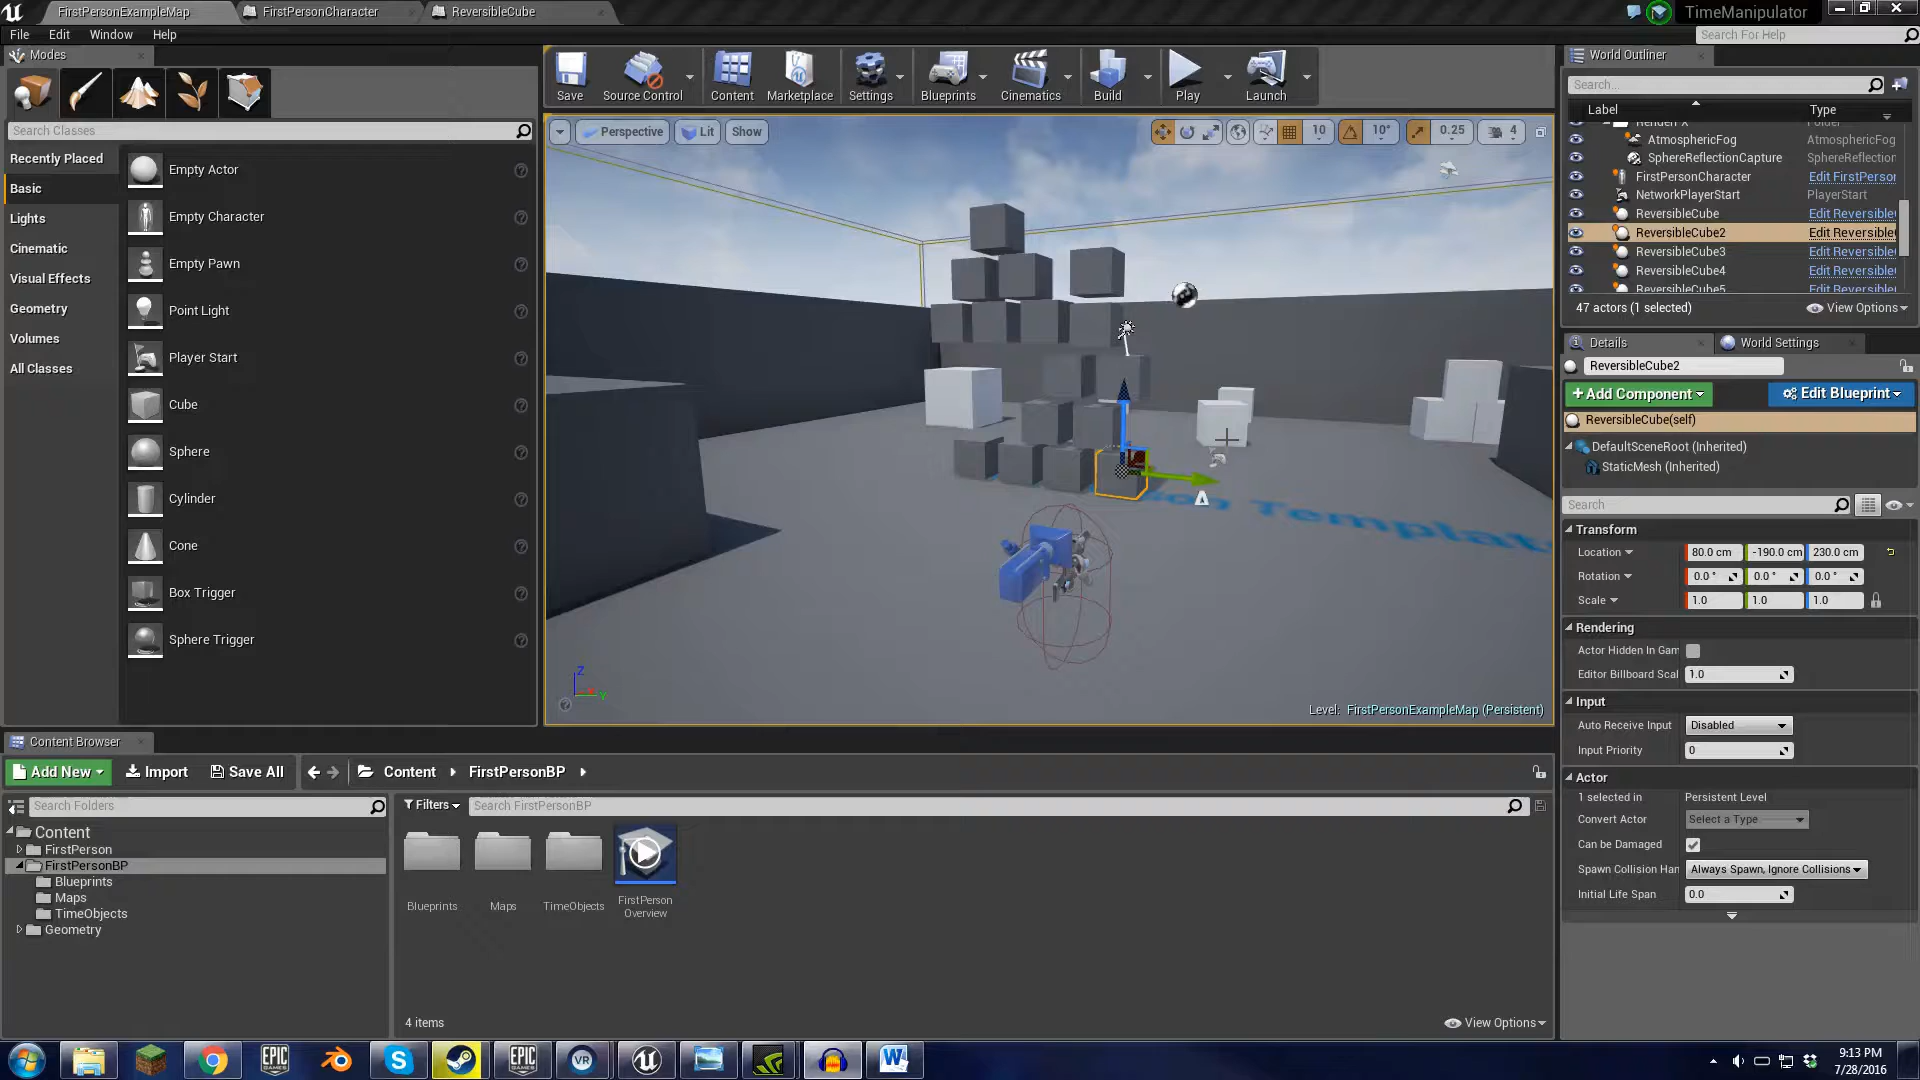 FirstPersonExampleMap
FirstPersonCharacter
ReversibleCube
TimeManipulator
File Edit Window Help
Search For Help
Modes
Search Classes
Recently Placed
Basic
Lights
Cinematic
Visual Effects
Geometry
Volumes
All Classes
Empty Actor
Empty Character
Empty Pawn
Point Light
Player Start
Cube
Sphere
Cylinder
Cone
Box Trigger
Sphere Trigger
Save
Source Control
Content
Marketplace
Settings
Blueprints
Cinematics
Build
Play
Launch
Perspective Lit Show
10 10° 0.25 4
Template
Z
Y
Level: FirstPersonExampleMap (Persistent)
World Outliner
Search...
Label Type
AtmosphericFog AtmosphericFog
SphereReflectionCapture SphereReflection
FirstPersonCharacter Edit FirstPerson
NetworkPlayerStart PlayerStart
ReversibleCube Edit Reversible
ReversibleCube2 Edit Reversible
ReversibleCube3 Edit Reversible
ReversibleCube4 Edit Reversible
ReversibleCube5 Edit Reversible
47 actors (1 selected) View Options
Details World Settings
ReversibleCube2
+Add Component Edit Blueprint
ReversibleCube(self)
DefaultSceneRoot (Inherited)
StaticMesh (Inherited)
Search
Transform
Location 80.0 cm -190.0 cm 230.0 cm
Rotation 0.0 ° 0.0 ° 0.0 °
Scale 1.0 1.0 1.0
Rendering
Actor Hidden In Gam
Editor Billboard Scal 1.0
Input
Auto Receive Input Disabled
Input Priority 0
Actor
1 selected in Persistent Level
Convert Actor Select a Type
Can be Damaged
Spawn Collision Han Always Spawn, Ignore Collisions
Initial Life Span 0.0
Content Browser
Add New Import Save All Content FirstPersonBP
Search Folders
Filters Search FirstPersonBP
Content
FirstPerson
FirstPersonBP
Blueprints
Maps
TimeObjects
Geometry
Blueprints
Maps
TimeObjects
FirstPerson
Overview
4 items
View Options
EPIC
GAMES
S
EPIC
GAMES
VR
W
9:13 PM
7/28/2016